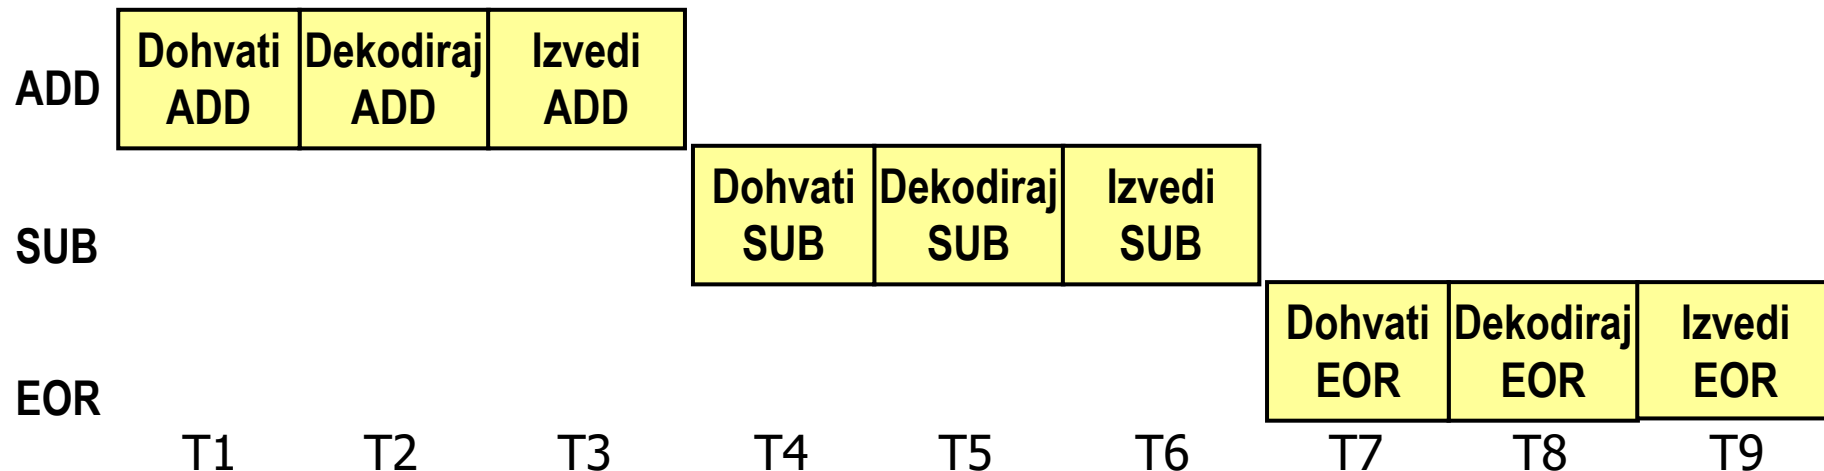 ADD
Dohvati
ADD
Dekodiraj
ADD
Izvedi
ADD
SUB
Dohvati
SUB
Dekodiraj
SUB
Izvedi
SUB
EOR
Dohvati
EOR
Dekodiraj
EOR
Izvedi
EOR
T1 T2 T3 T4 T5 T6 T7 T8 T9